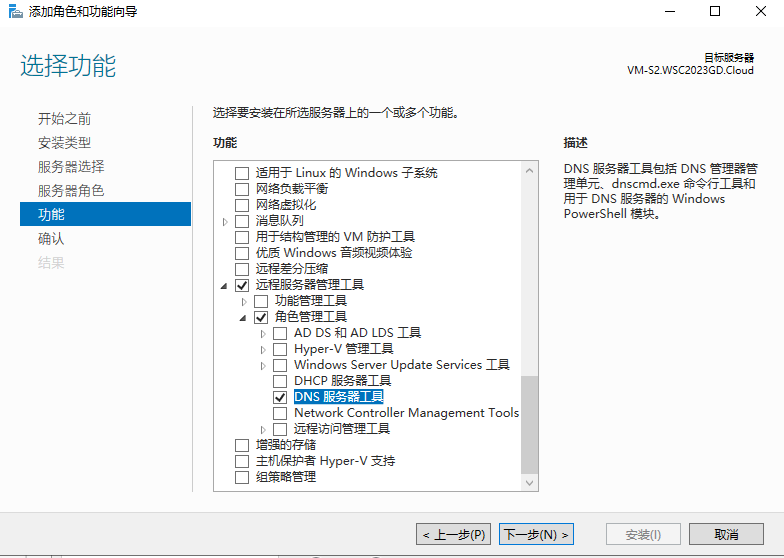 添加角色和功能向导
选择功能
目标服务器
VM-S2.WSC2023GD.Cloud
开始之前
安装类型
服务器选择
服务器角色
功能
确认
结果
选择要安装在所选服务器上的一个或多个功能。
功能
适用于 Linux 的 Windows 子系统
网络负载平衡
网络虚拟化
消息队列
用于结构管理的 VM 防护工具
优质 Windows 音频视频体验
远程差分压缩
远程服务器管理工具
功能管理工具
角色管理工具
AD DS 和 AD LDS 工具
Hyper-V 管理工具
Windows Server Update Services 工具
DHCP 服务器工具
DNS 服务器工具
Network Controller Management Tools
远程访问管理工具
增强的存储
主机保护者 Hyper-V 支持
组策略管理
描述
DNS 服务器工具包括 DNS 管理器管
理单元、dnscmd.exe 命令行工具和
用于 DNS 服务器的 Windows
PowerShell 模块。
< 上一步(P)
下一步(N) >
安装(I)
取消